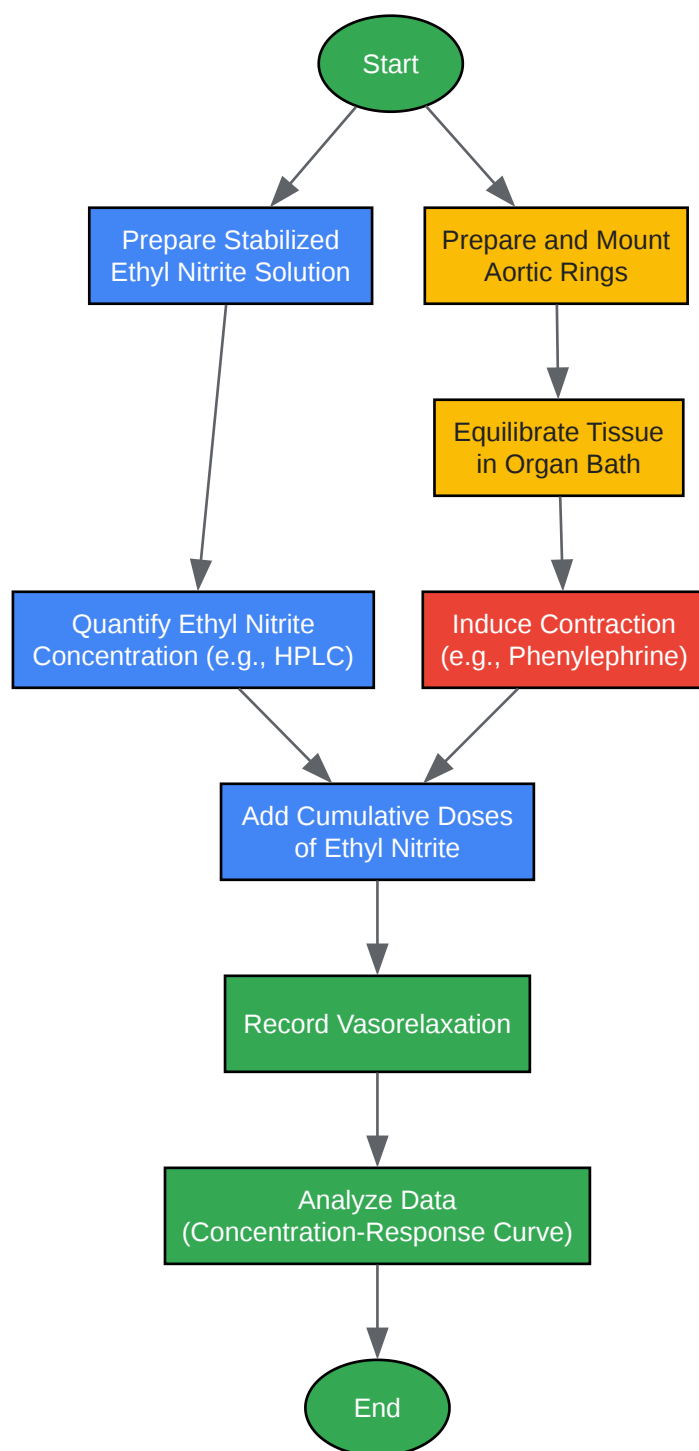 Start
Prepare Stabilized
Ethyl Nitrite Solution
Prepare and Mount
Aortic Rings
Equilibrate Tissue
in Organ Bath
Quantify Ethyl Nitrite
Concentration (e.g., HPLC)
Induce Contraction
(e.g., Phenylephrine)
Add Cumulative Doses
of Ethyl Nitrite
Record Vasorelaxation
Analyze Data
(Concentration-Response Curve)
End